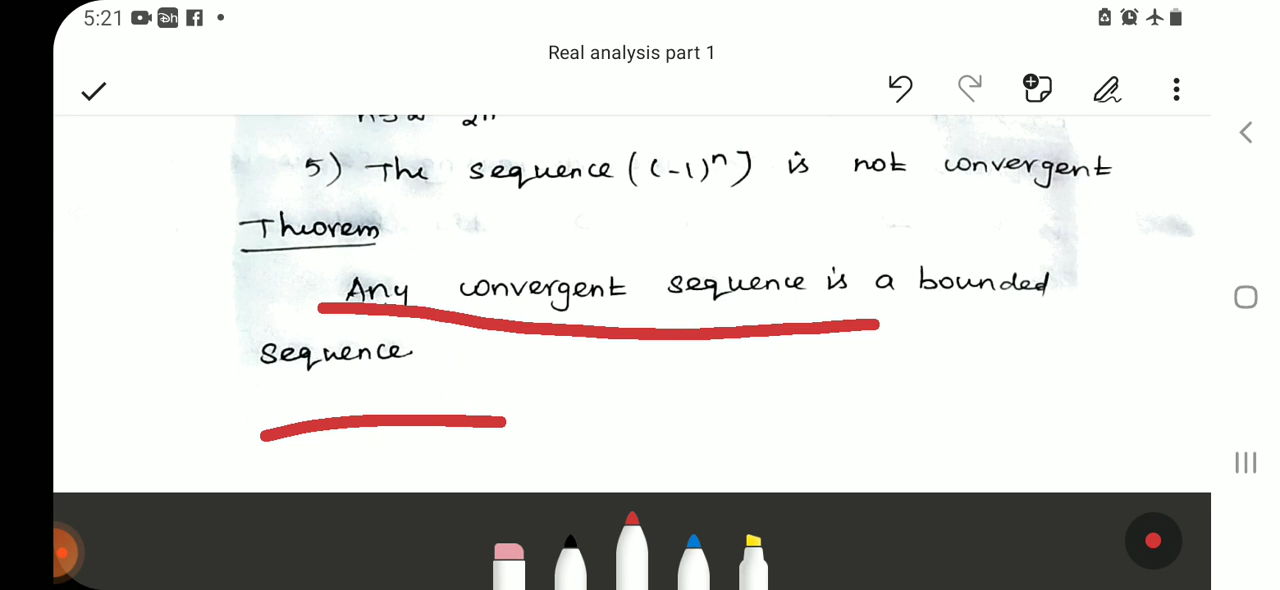 5:21
Real analysis part 1
5) The sequence ((-1)ⁿ) is not convergent
Theorem
Any convergent sequence is a bounded
sequence